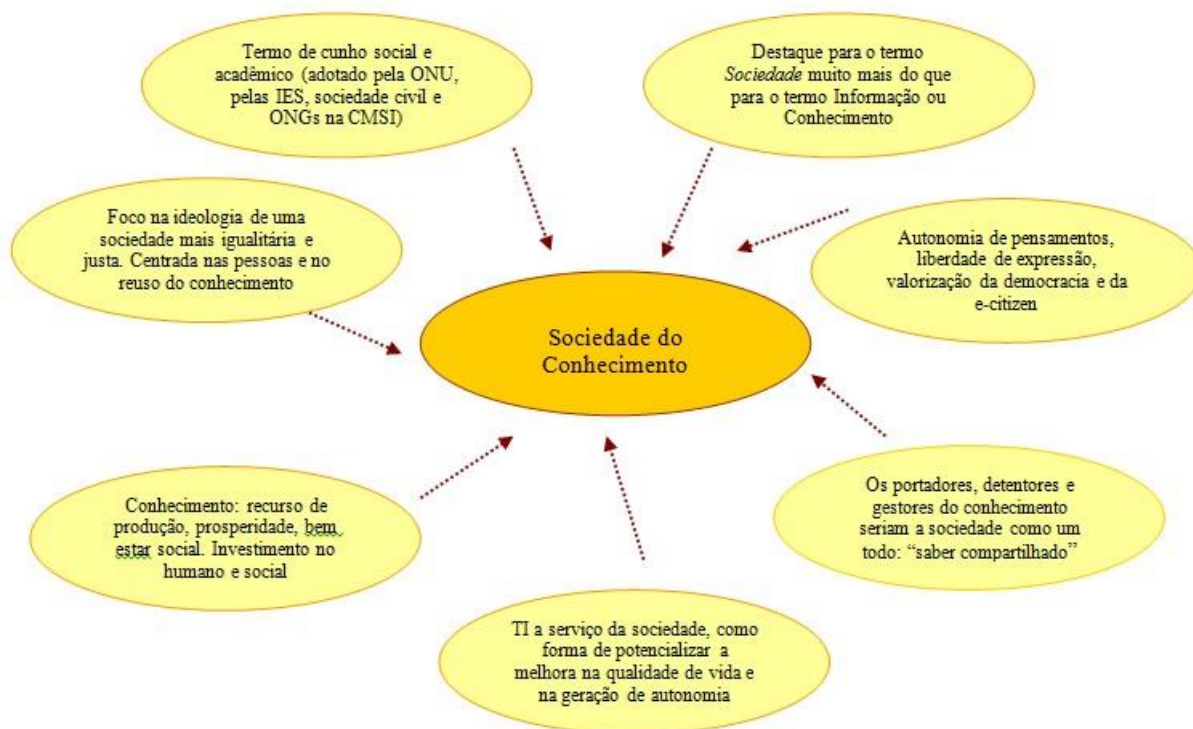 Termo de cunho social e
acadêmico (adotado pela ONU,
pelas IES, sociedade civil e
ONGs na CMSI)
Destaque para o termo
Sociedade muito mais do que
para o termo Informação ou
Conhecimento
Foco na ideologia de uma
sociedade mais igualitária e
justa. Centrada nas pessoas e no
reuso do conhecimento
Autonomia de pensamentos,
liberdade de expressão,
valorização da democracia e da
e-citizen
Sociedade do
Conhecimento
Conhecimento: recurso de
produção, prosperidade, bem
estar social. Investimento no
humano e social
Os portadores, detentores e
gestores do conhecimento
seriam a sociedade como um
todo: “saber compartilhado”
TI a serviço da sociedade, como
forma de potencializar a
melhora na qualidade de vida e
na geração de autonomia